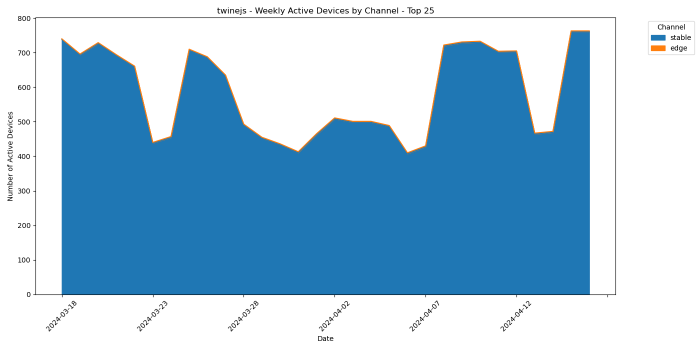 twinejs - Weekly Active Devices by Channel - Top 25
Channel
stable
edge
Number of Active Devices
800
700
600
500
400
300
200
100
0
2024-03-18
2024-03-23
2024-03-28
2024-04-02
2024-04-07
2024-04-12
Date